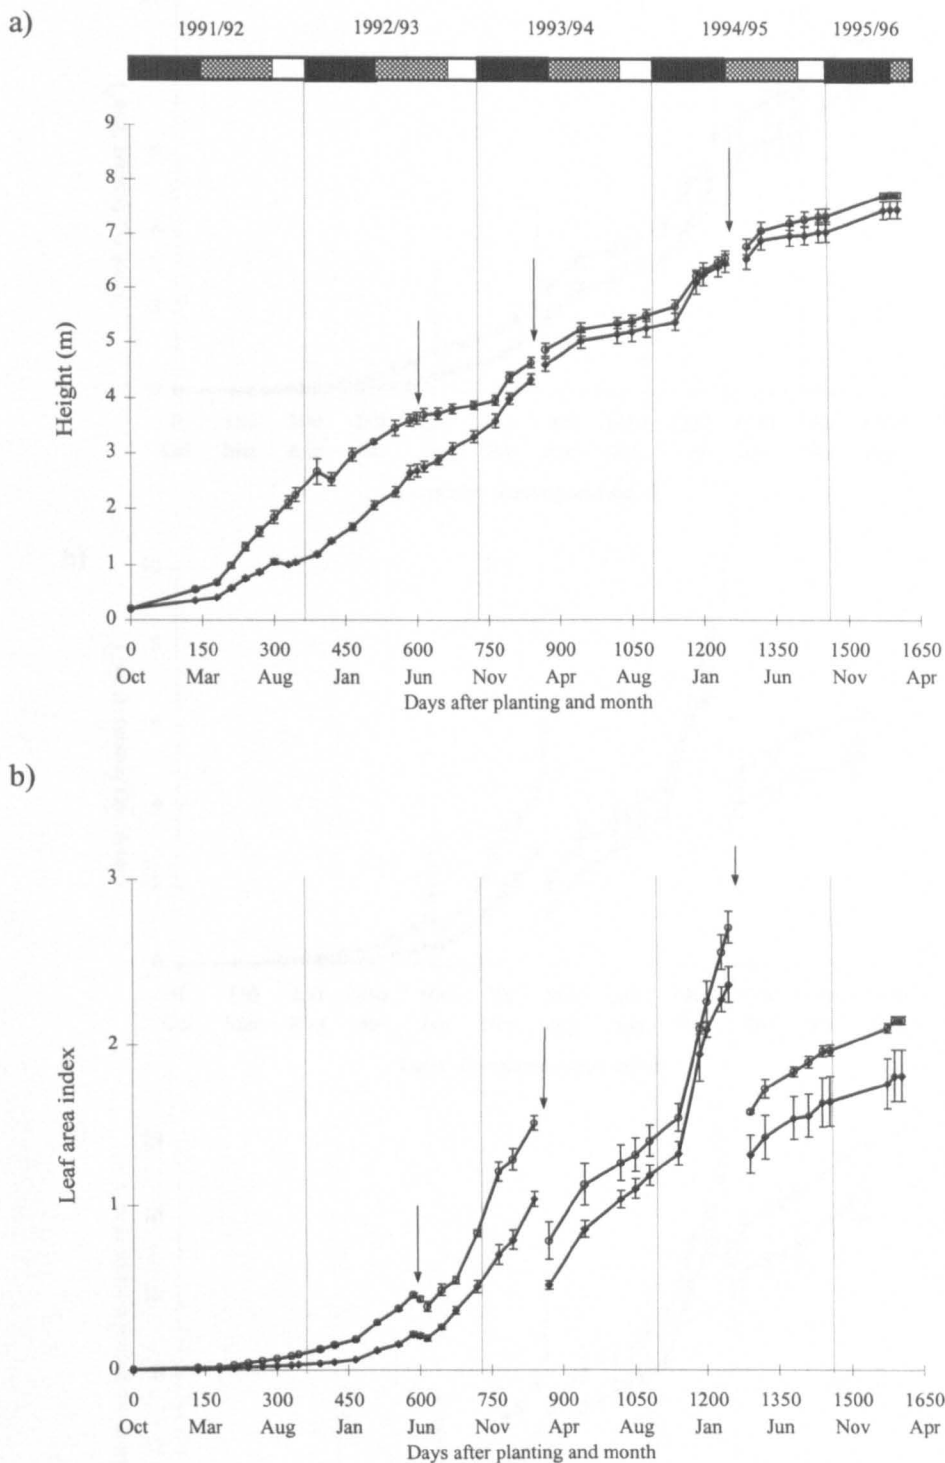 a)
1991/92 1992/93 1993/94 1994/95 1995/96
9
8
7
6
5
4
3
2
1
0
Height (m)
0 150 300 450 600 750 900 1050 1200 1350 1500 1650
Oct Mar Aug Jan Jun Nov Apr Aug Jan Jun Nov Apr
Days after planting and month
b)
3
2
1
0
Leaf area index
0 150 300 450 600 750 900 1050 1200 1350 1500 1650
Oct Mar Aug Jan Jun Nov Apr Aug Jan Jun Nov Apr
Days after planting and month